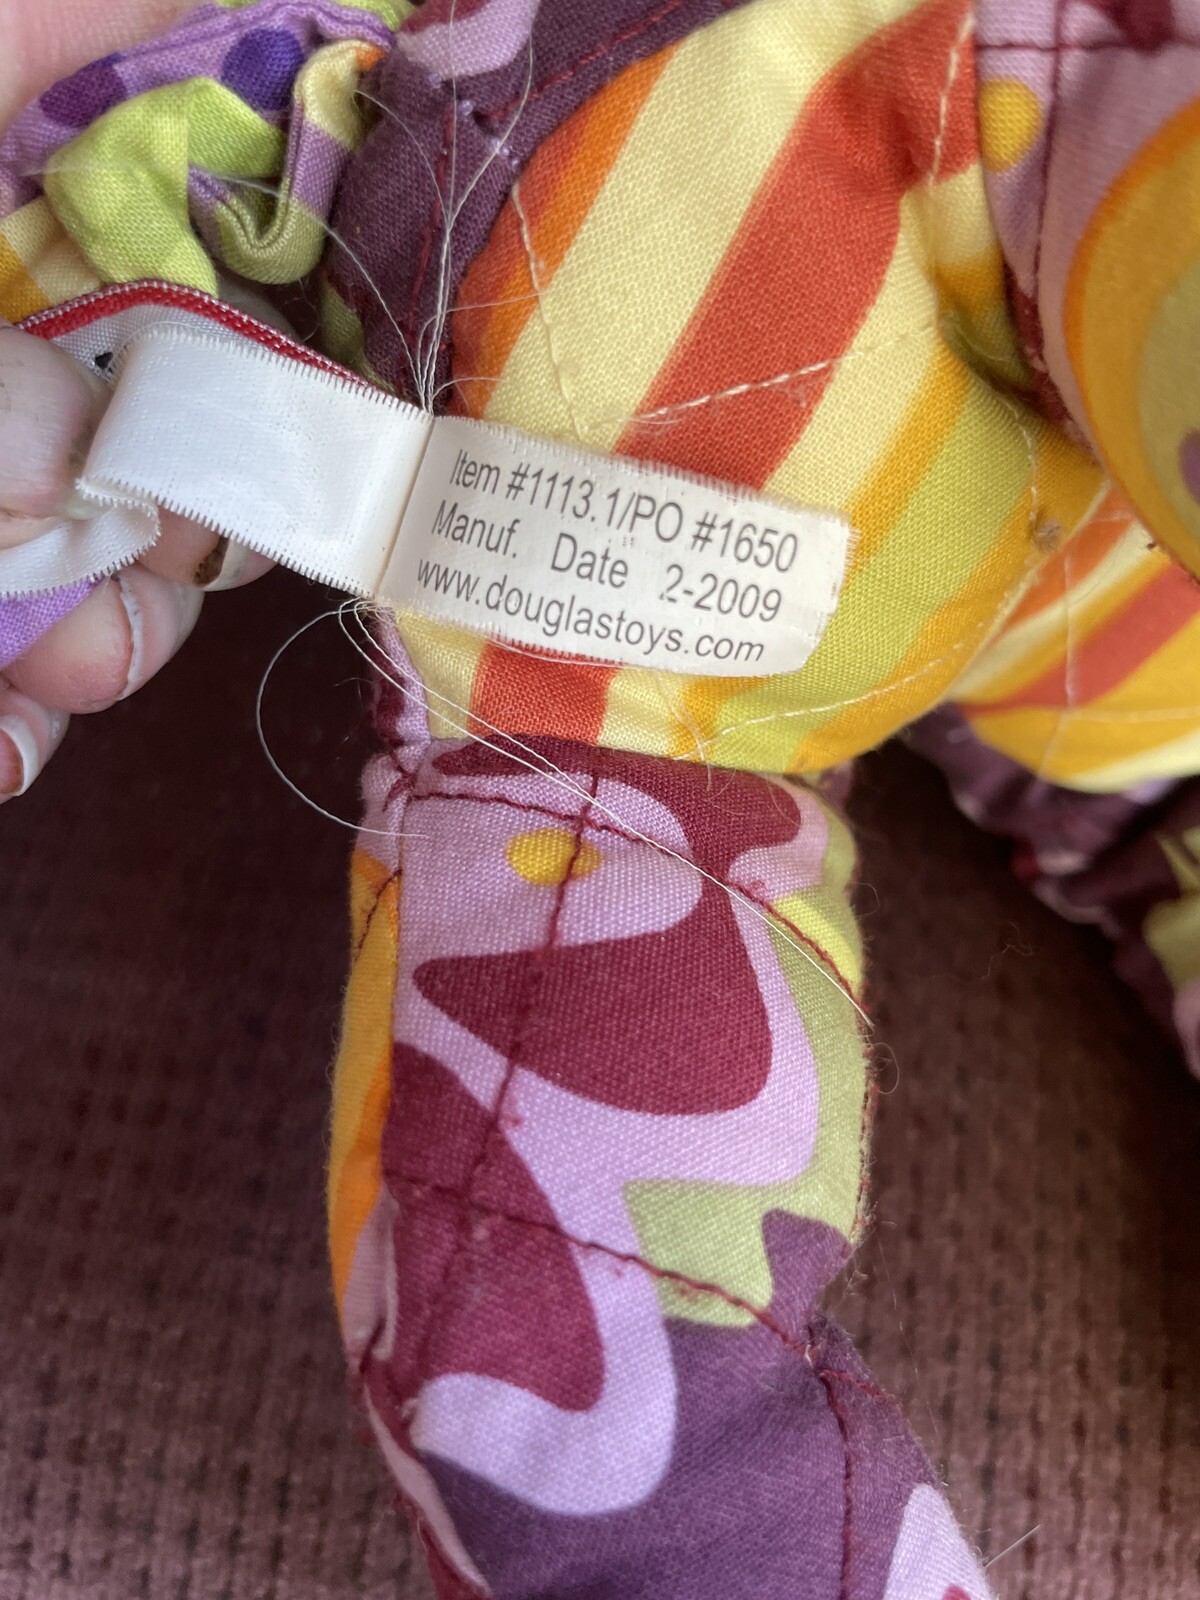 Item #1113.1/PO #1650
Manuf. Date 2-2009
www.douglastoys.com